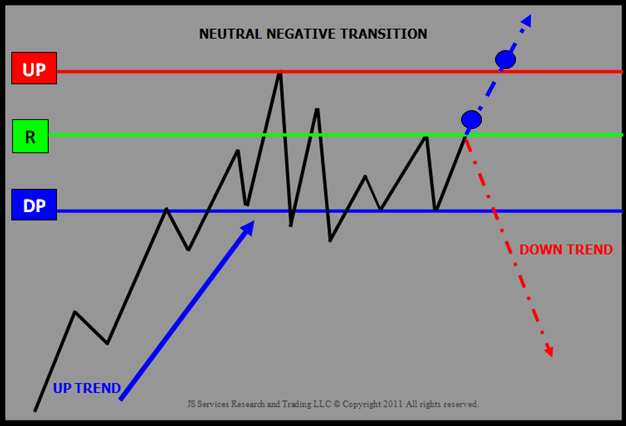 NEUTRAL NEGATIVE TRANSITION
UP
R
DP
DOWN TREND
UP TREND
JS Services Research and Trading LLC © Copyright 2011 All rights reserved.